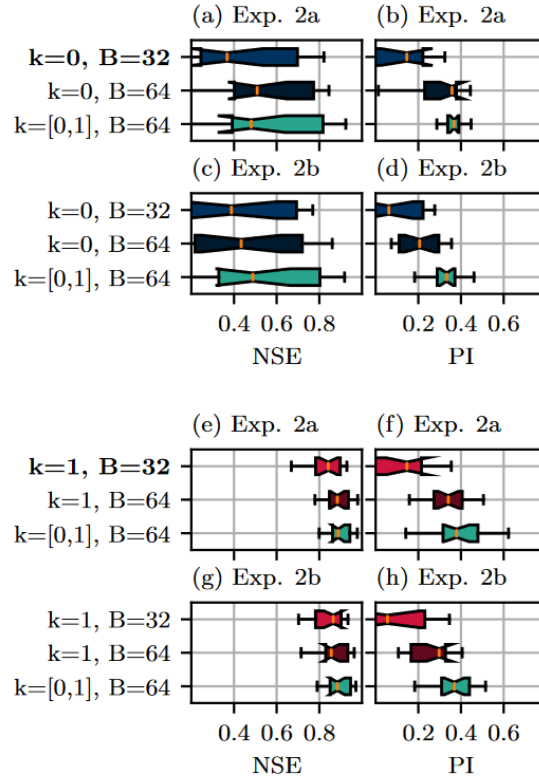 (a) Exp. 2a (b) Exp. 2a
k=0, B=32
k=0, B=64
k=[0,1], B=64
(c) Exp. 2b (d) Exp. 2b
k=0, B=32
k=0, B=64
k=[0,1], B=64
0.4 0.6 0.8 0.2 0.4 0.6
NSE PI
(e) Exp. 2a (f) Exp. 2a
k=1, B=32
k=1, B=64
k=[0,1], B=64
(g) Exp. 2b (h) Exp. 2b
k=1, B=32
k=1, B=64
k=[0,1], B=64
0.4 0.6 0.8 0.2 0.4 0.6
NSE PI